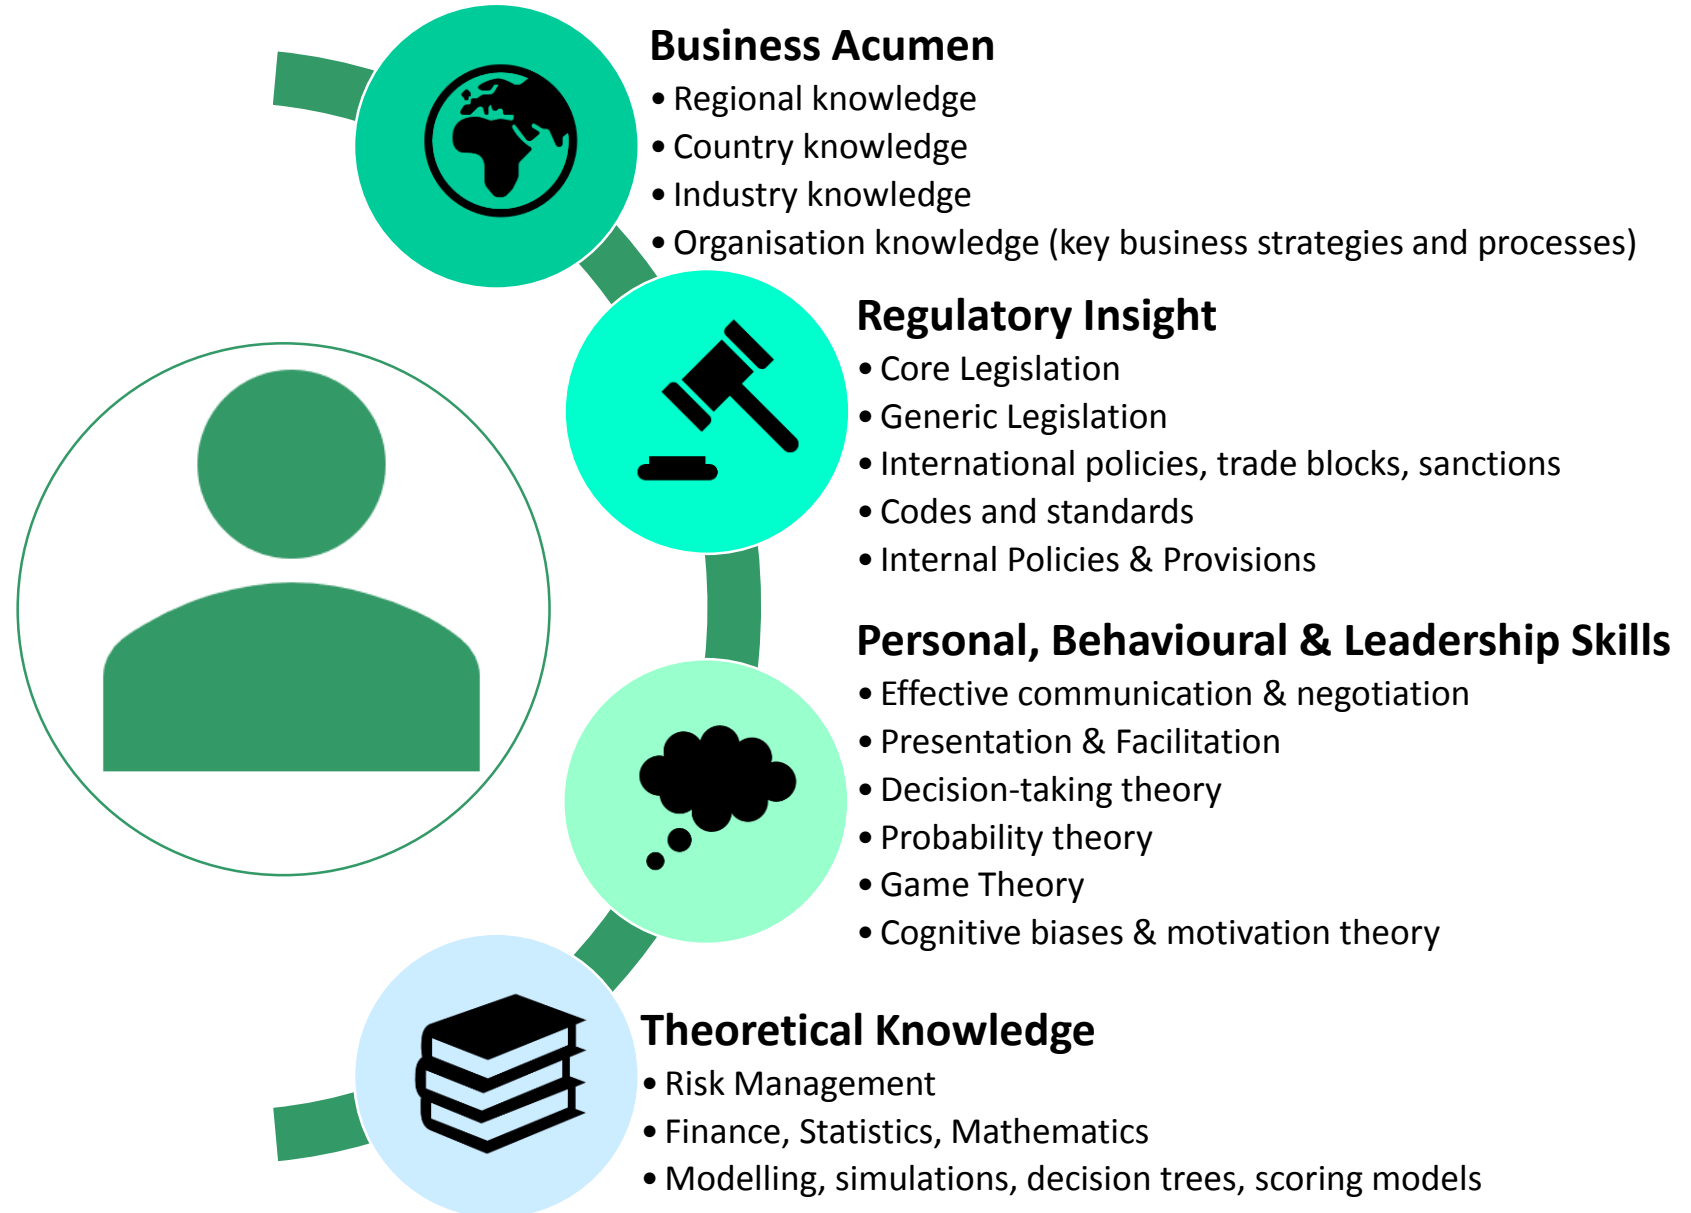 Business Acumen
• Regional knowledge
• Country knowledge
• Industry knowledge
• Organisation knowledge (key business strategies and processes)
Regulatory Insight
• Core Legislation
• Generic Legislation
• International policies, trade blocks, sanctions
• Codes and standards
• Internal Policies & Provisions
Personal, Behavioural & Leadership Skills
• Effective communication & negotiation
• Presentation & Facilitation
• Decision-taking theory
• Probability theory
• Game Theory
• Cognitive biases & motivation theory
Theoretical Knowledge
• Risk Management
• Finance, Statistics, Mathematics
• Modelling, simulations, decision trees, scoring models